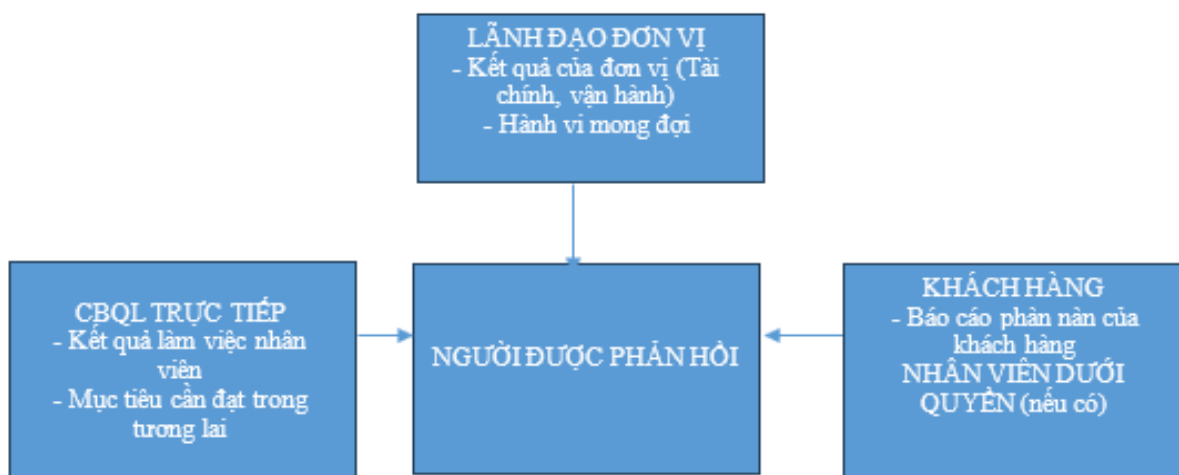 LÃNH ĐẠO ĐƠN VỊ
- Kết quả của đơn vị (Tài
chính, vận hành)
- Hành vi mong đợi
CBQL TRỰC TIẾP
- Kết quả làm việc nhân
viên
- Mục tiêu cần đạt trong
tương lai
NGƯỜI ĐƯỢC PHẢN HỒI
KHÁCH HÀNG
- Báo cáo phàn nàn của
khách hàng
NHÂN VIÊN DƯỚI
QUYỀN (nếu có)